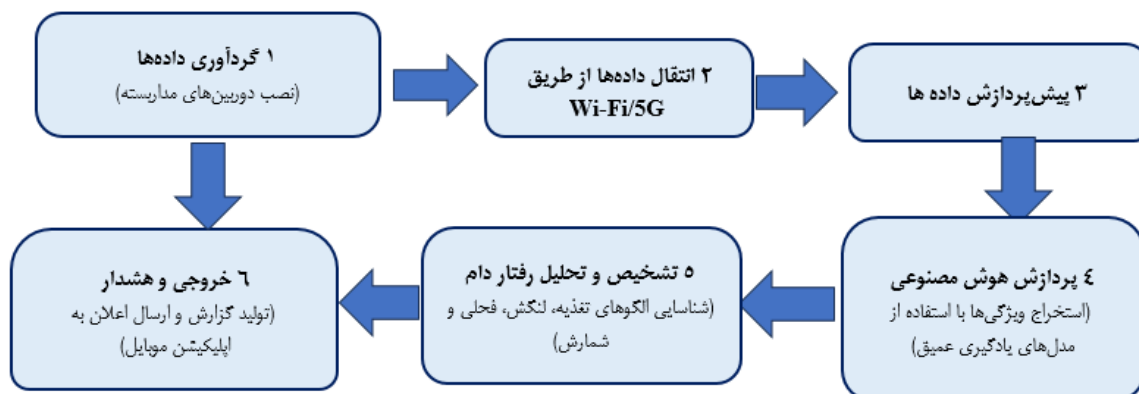 ۱ گردآوری داده‌ها
(نصب دوربین‌های مداربسته)
۲ انتقال داده‌ها از طریق
Wi-Fi/5G
۳ پیش‌پردازش داده ها
۴ پردازش هوش مصنوعی
(استخراج ویژگی‌ها با استفاده از
مدل‌های یادگیری عمیق)
۵ تشخیص و تحلیل رفتار دام
(شناسایی الگوهای تغذیه، لنگش، فحلی و
شمارش)
۶ خروجی و هشدار
(تولید گزارش و ارسال اعلان به
اپلیکیشن موبایل)